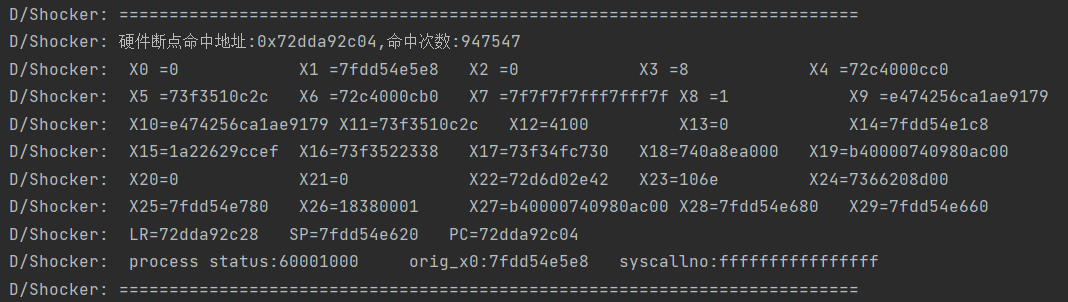 D/Shocker: ==========================================================================
D/Shocker: 硬件断点命中地址:0x72dda92c04,命中次数:947547
D/Shocker:  X0 =0            X1 =7fdd54e5e8   X2 =0            X3 =8            X4 =72c4000cc0
D/Shocker:  X5 =73f3510c2c   X6 =72c4000cb0   X7 =7f7f7f7fff7fff7f X8 =1            X9 =e474256ca1ae9179
D/Shocker:  X10=e474256ca1ae9179 X11=73f3510c2c   X12=4100         X13=0            X14=7fdd54e1c8
D/Shocker:  X15=1a22629ccef  X16=73f3522338   X17=73f34fc730   X18=740a8ea000   X19=b40000740980ac00
D/Shocker:  X20=0            X21=0            X22=72d6d02e42   X23=106e         X24=7366208d00
D/Shocker:  X25=7fdd54e780   X26=18380001     X27=b40000740980ac00 X28=7fdd54e680   X29=7fdd54e660
D/Shocker:  LR=72dda92c28   SP=7fdd54e620   PC=72dda92c04
D/Shocker:  process status:60001000     orig_x0:7fdd54e5e8   syscallno:ffffffffffffffff
D/Shocker: ==========================================================================